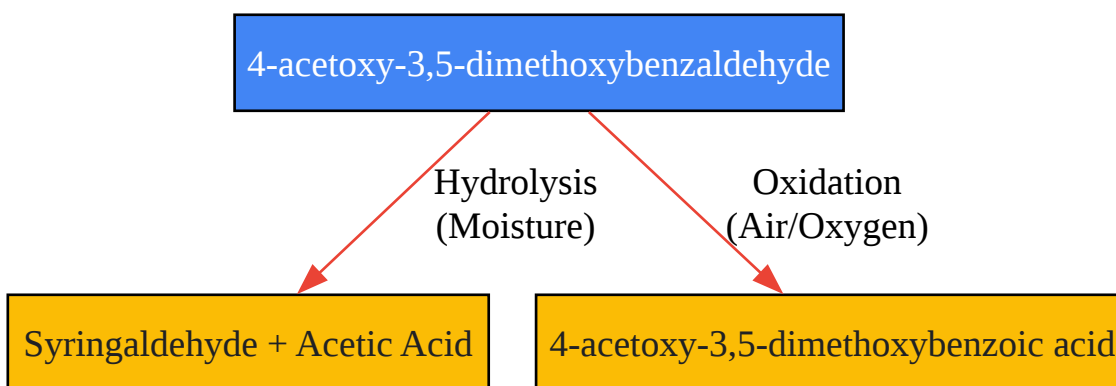 4-acetoxy-3,5-dimethoxybenzaldehyde
Hydrolysis
(Moisture)
Oxidation
(Air/Oxygen)
Syringaldehyde + Acetic Acid
4-acetoxy-3,5-dimethoxybenzoic acid